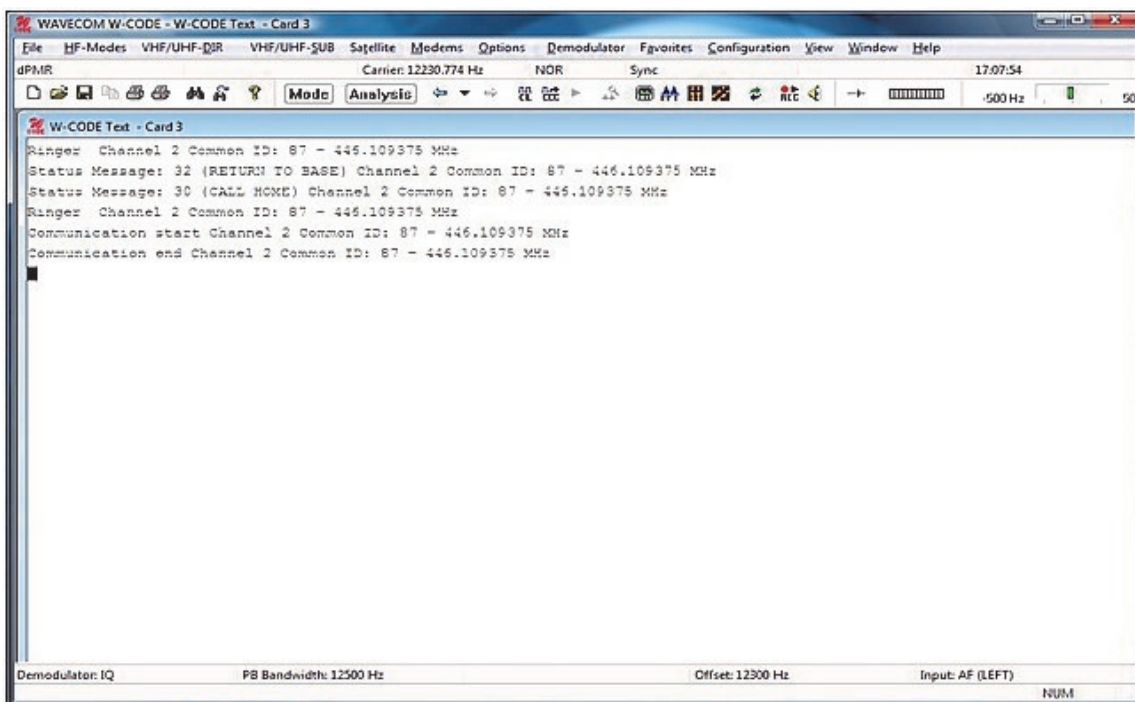 WAVECOM W-CODE - W-CODE Text - Card 3
File HF-Modes VHF/UHF-DIR VHF/UHF-SUB Satellite Modems Options Demodulator Favorites Configuration View Window Help
dPMR Carrier: 12230.774 Hz NOR Sync 17:07:54
Mode Analysis -500 Hz 50
W-CODE Text - Card 3
Ringer Channel 2 Common ID: 87 - 446.109375 MHz
Status Message: 32 (RETURN TO BASE) Channel 2 Common ID: 87 - 446.109375 MHz
Status Message: 30 (CALL HOME) Channel 2 Common ID: 87 - 446.109375 MHz
Ringer Channel 2 Common ID: 87 - 446.109375 MHz
Communication start Channel 2 Common ID: 87 - 446.109375 MHz
Communication end Channel 2 Common ID: 87 - 446.109375 MHz
Demodulator: IQ PB Bandwidth: 12500 Hz Offset: 12300 Hz Input: AF (LEFT)
NUM